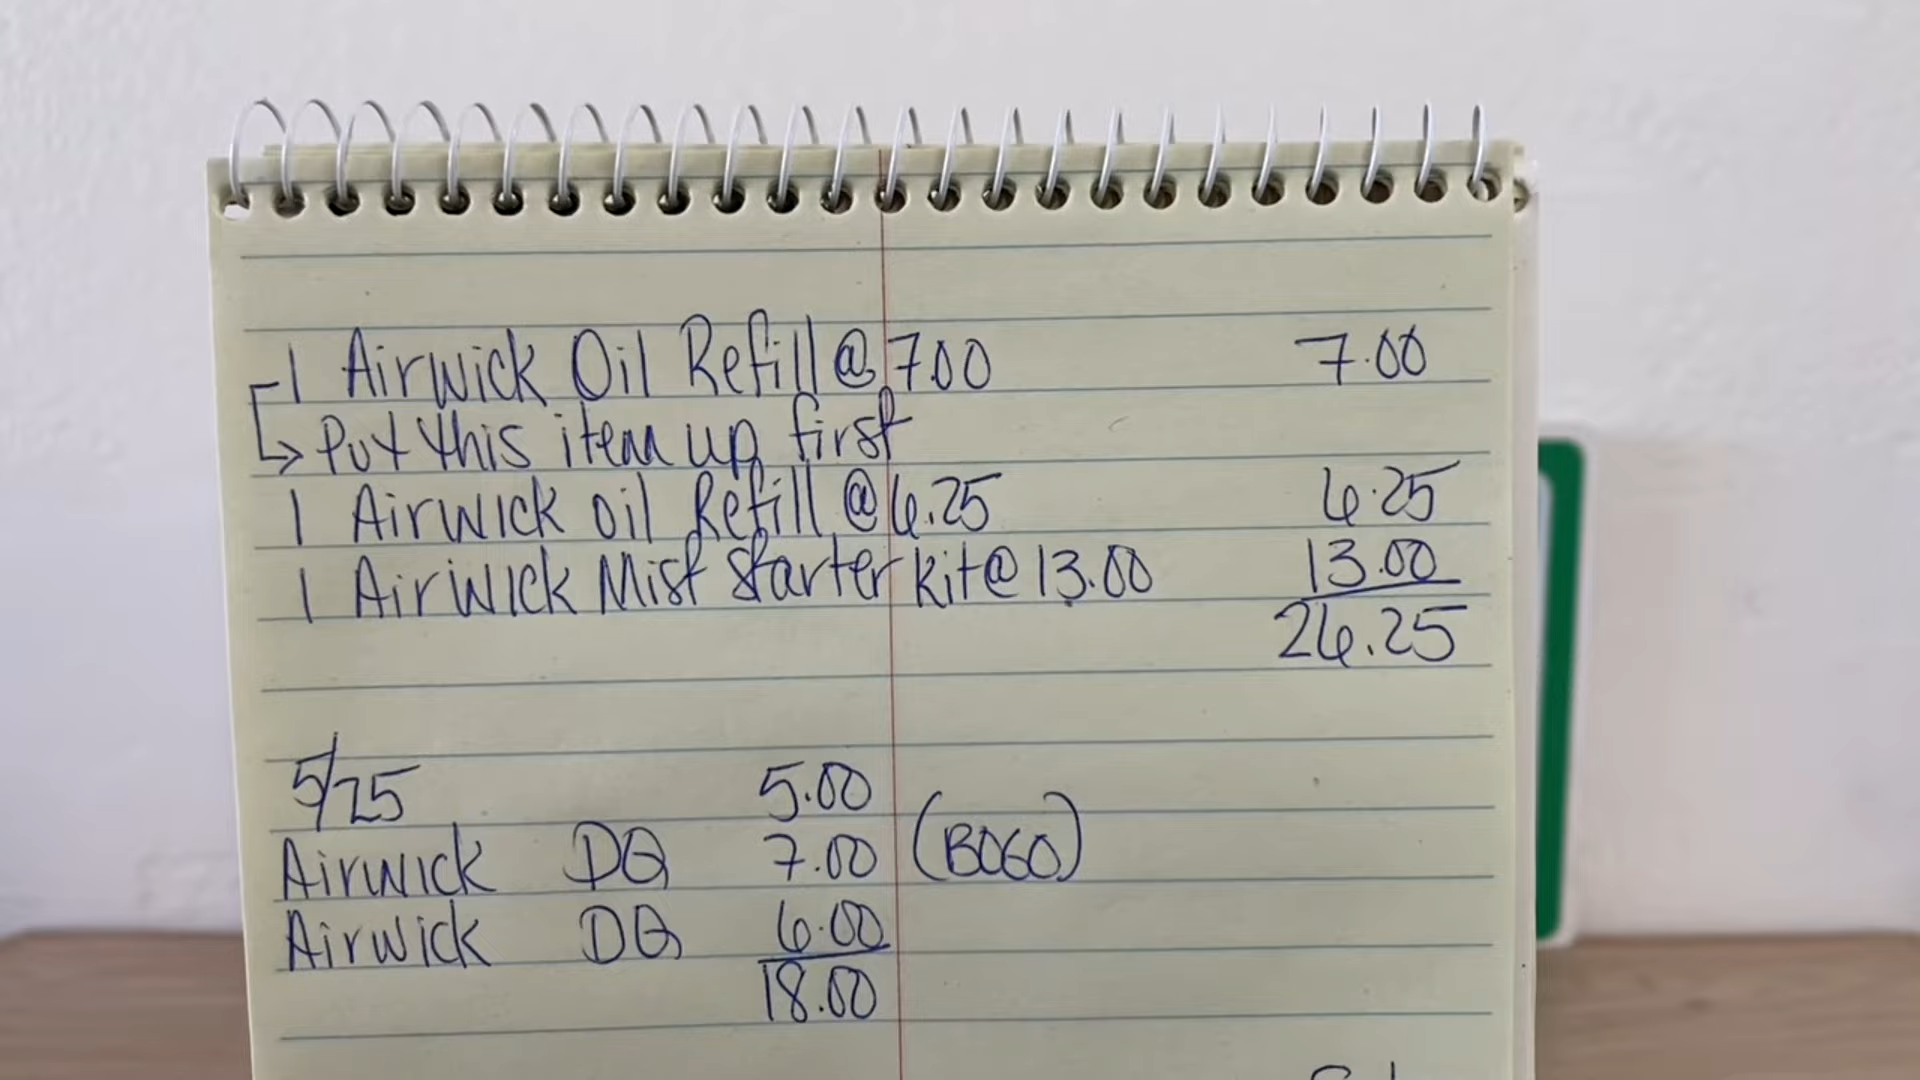 1 Airwick Oil Refill @ 7.00 7.00
Put this item up first
1 Airwick oil Refill @ 6.25 6.25
1 Airwick Mist starter kit @ 13.00 13.00
26.25
5/25 5.00
Airwick DQ 7.00 (BOGO)
Airwick DQ 6.00
18.00